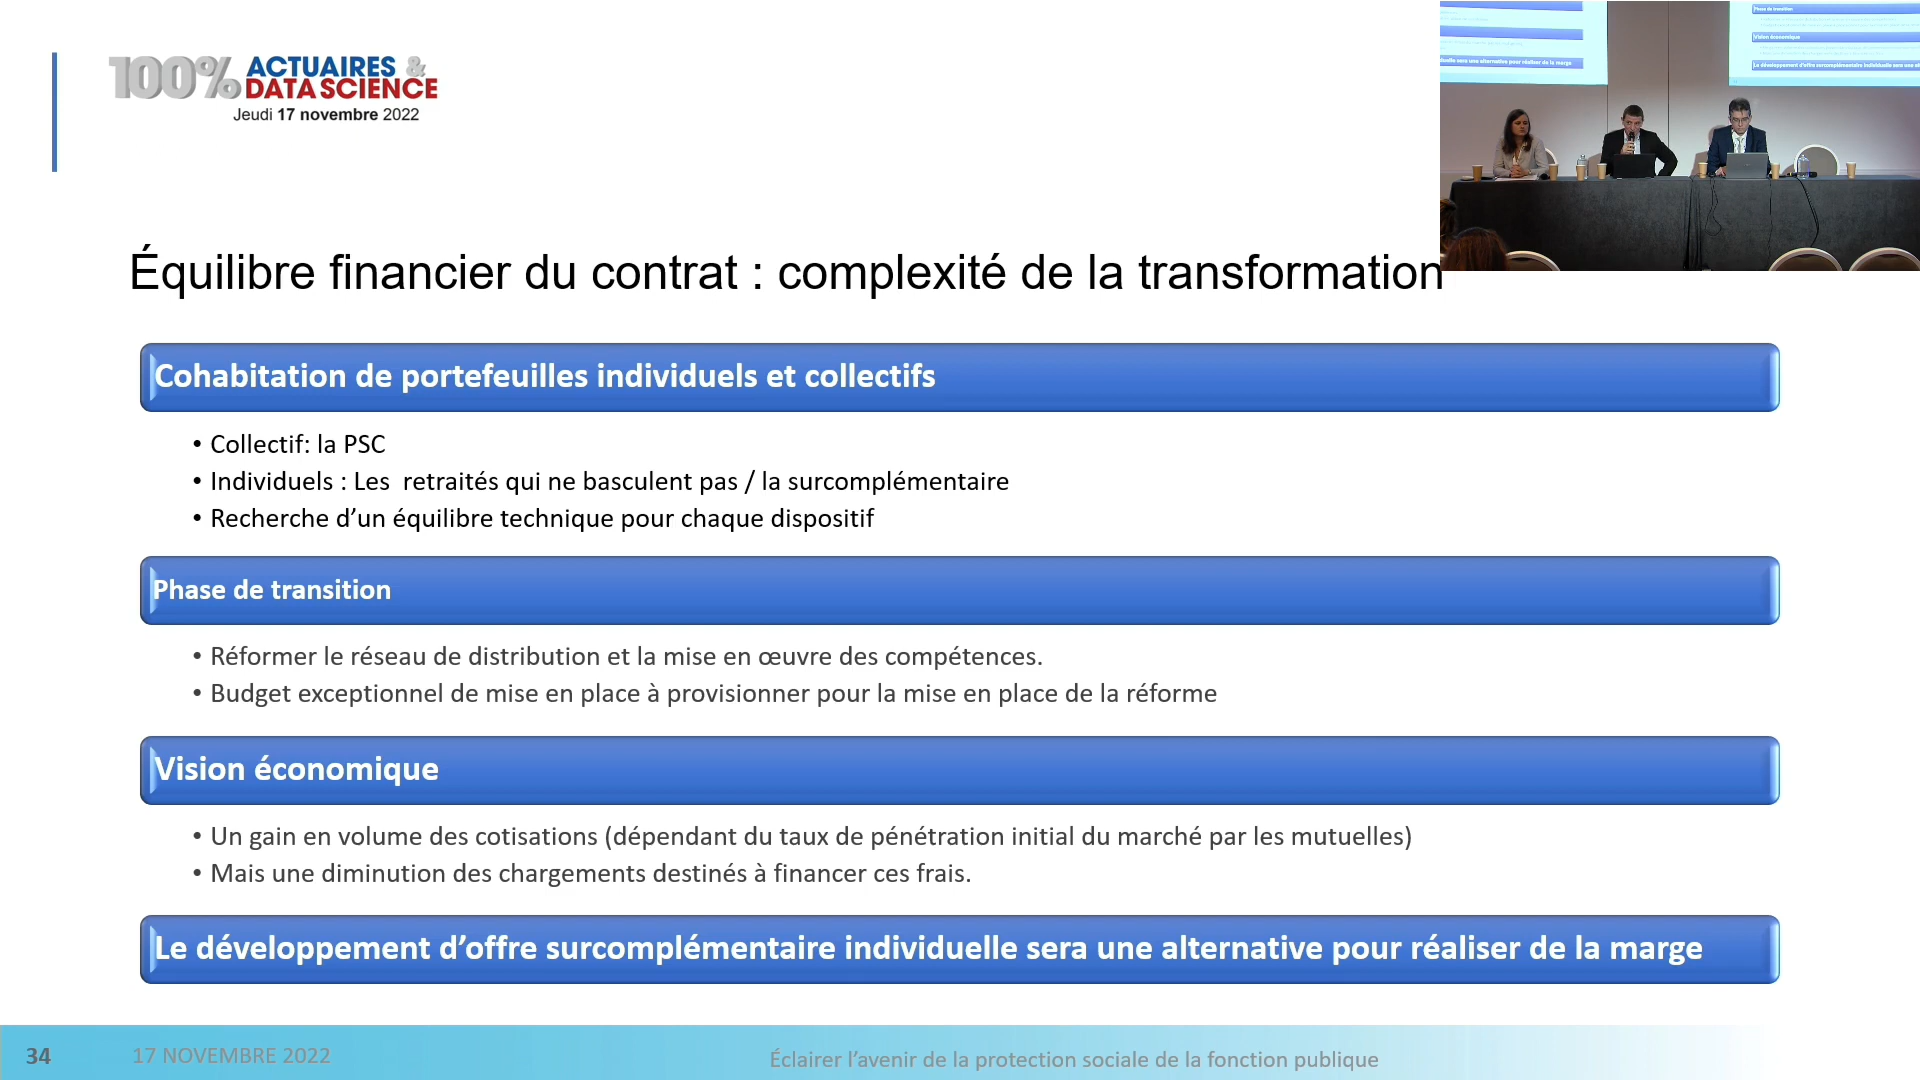 100% ACTUAIRES &
DATA SCIENCE
Jeudi 17 novembre 2022
Phase de transition
Vision économique
Équilibre financier du contrat : complexité de la transformation
Cohabitation de portefeuilles individuels et collectifs
• Collectif: la PSC
• Individuels : Les  retraités qui ne basculent pas / la surcomplémentaire
• Recherche d’un équilibre technique pour chaque dispositif
Phase de transition
• Réformer le réseau de distribution et la mise en œuvre des compétences.
• Budget exceptionnel de mise en place à provisionner pour la mise en place de la réforme
Vision économique
• Un gain en volume des cotisations (dépendant du taux de pénétration initial du marché par les mutuelles)
• Mais une diminution des chargements destinés à financer ces frais.
Le développement d’offre surcomplémentaire individuelle sera une alternative pour réaliser de la marge
34
17 NOVEMBRE 2022
Éclairer l’avenir de la protection sociale de la fonction publique